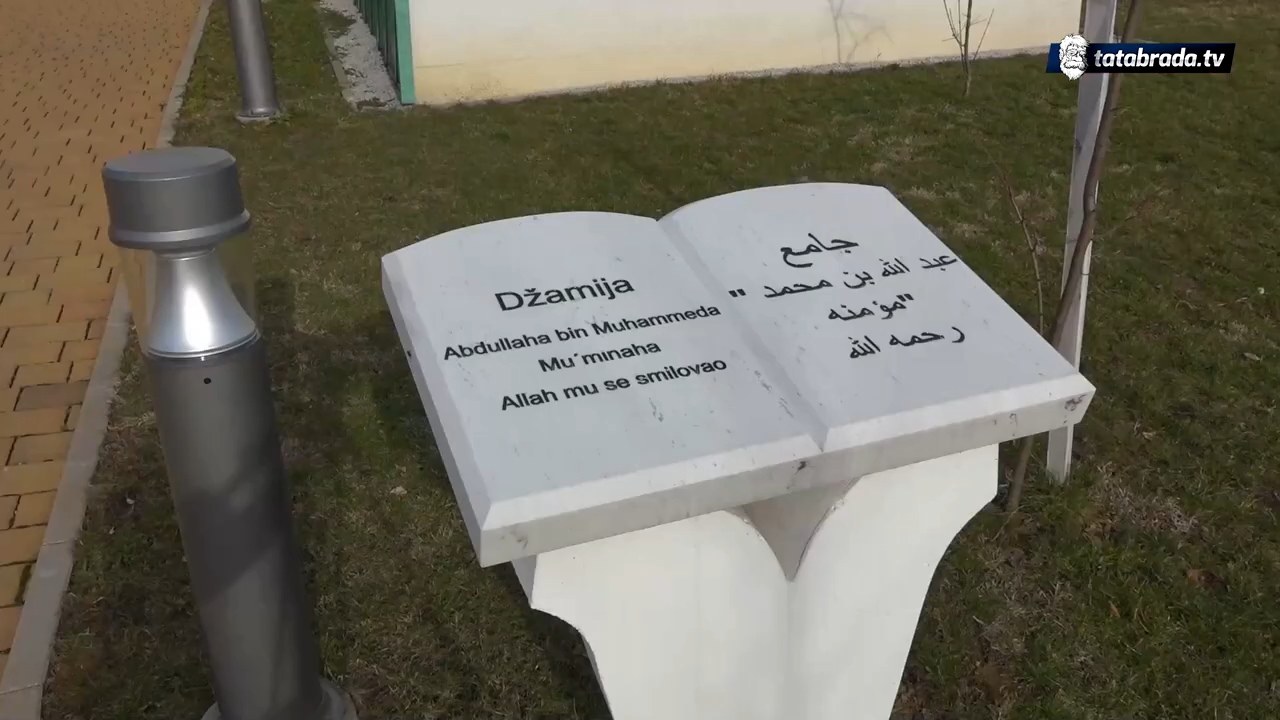 tatabrada.tv
Džamija
Abdullaha bin Muhammeda
Mu´minaha
Allah mu se smilovao
جامع
عبد الله بن محمد "
مؤمنه"
رحمه الله